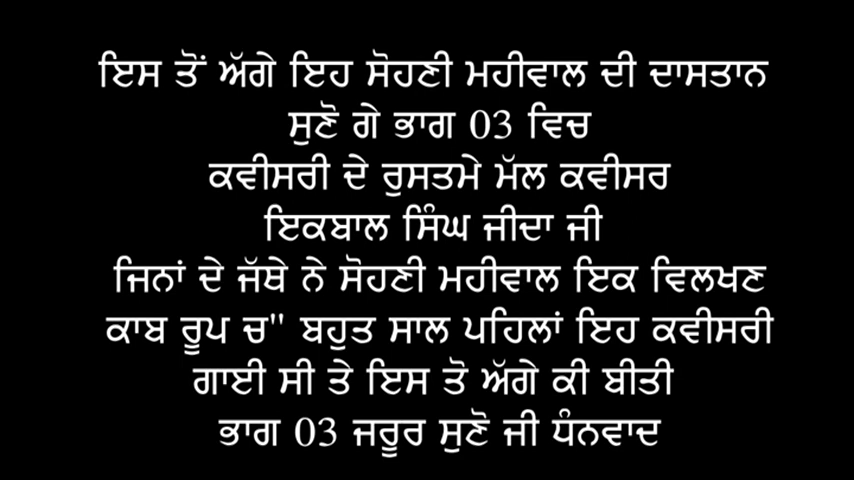 ਇਸ ਤੋਂ ਅੱਗੇ ਇਹ ਸੋਹਣੀ ਮਹੀਵਾਲ ਦੀ ਦਾਸਤਾਨ
ਸੁਣੋ ਗੇ ਭਾਗ 03 ਵਿਚ
ਕਵੀਸਰੀ ਦੇ ਰੁਸਤਮੇ ਮੱਲ ਕਵੀਸਰ
ਇਕਬਾਲ ਸਿੰਘ ਜੀਦਾ ਜੀ
ਜਿਨਾਂ ਦੇ ਜੱਥੇ ਨੇ ਸੋਹਣੀ ਮਹੀਵਾਲ ਇਕ ਵਿਲਖਣ
ਕਾਬ ਰੂਪ ਚ" ਬਹੁਤ ਸਾਲ ਪਹਿਲਾਂ ਇਹ ਕਵੀਸਰੀ
ਗਾਈ ਸੀ ਤੇ ਇਸ ਤੋ ਅੱਗੇ ਕੀ ਬੀਤੀ
ਭਾਗ 03 ਜਰੂਰ ਸੁਣੋ ਜੀ ਧੰਨਵਾਦ